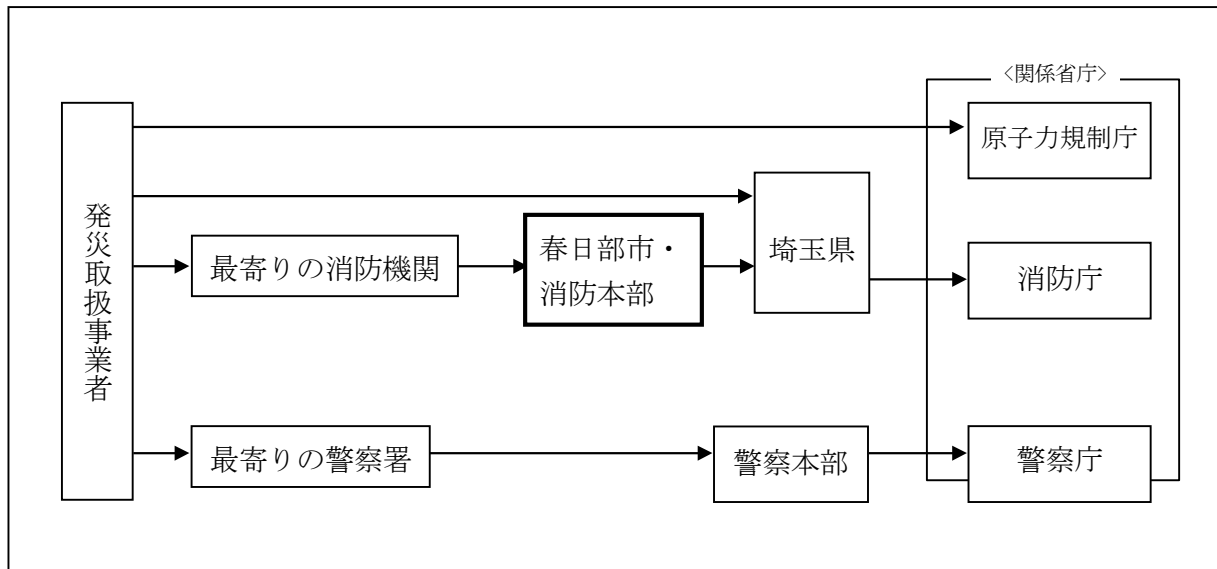 〈関係省庁〉
発災取扱事業者
原子力規制庁
最寄りの消防機関
春日部市・
消防本部
埼玉県
消防庁
最寄りの警察署
警察本部
警察庁